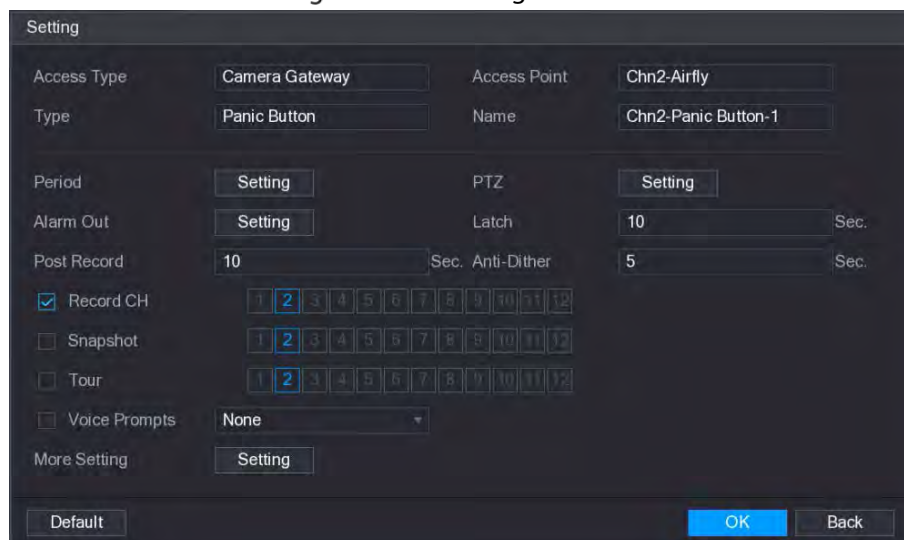 Setting
Access Type Camera Gateway Access Point Chn2-Airfly
Type Panic Button Name Chn2-Panic Button-1
Period Setting PTZ Setting
Alarm Out Setting Latch 10 Sec.
Post Record 10 Sec. Anti-Dither 5 Sec.
Record CH 1 2 3 4 5 6 7 8 9 10 11 12
Snapshot 1 2 3 4 5 6 7 8 9 10 11 12
Tour 1 2 3 4 5 6 7 8 9 10 11 12
Voice Prompts None
More Setting Setting
Default OK Back